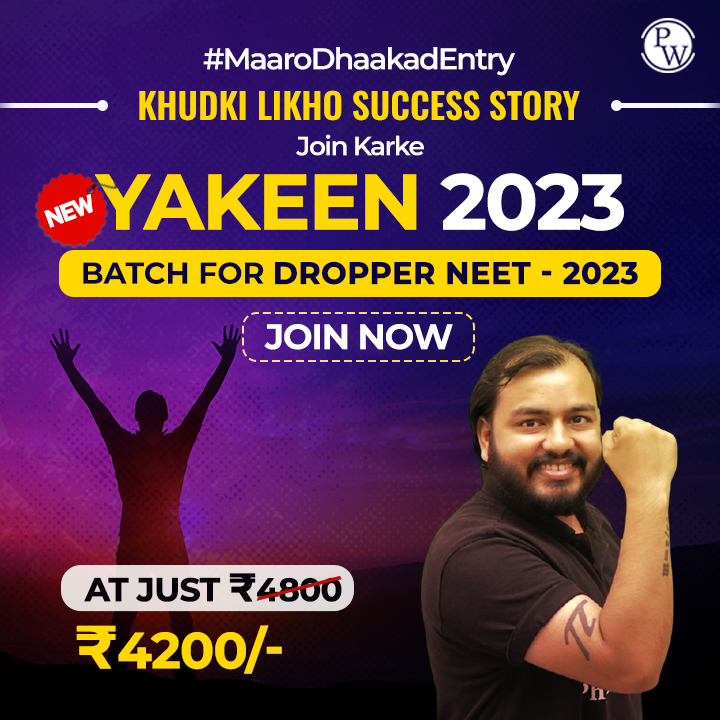 #MaaroDhaakadEntry
PW
KHUDKI LIKHO SUCCESS STORY
Join Karke
NEW
YAKEEN 2023
BATCH FOR DROPPER NEET - 2023
JOIN NOW
AT JUST ₹4800
₹4200/-
π